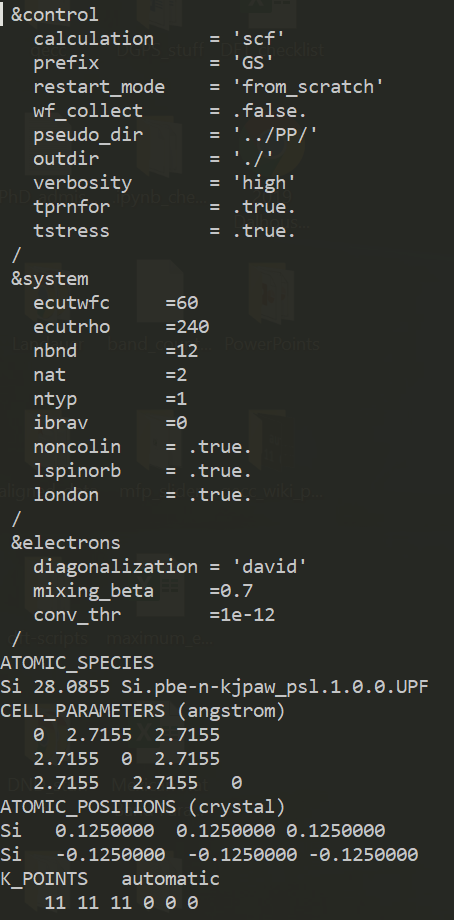 &control
calculation = 'scf'
prefix = 'GS'
restart_mode = 'from_scratch'
wf_collect = .false.
pseudo_dir = '../PP/'
outdir = './'
verbosity = 'high'
tprnfor = .true.
tstress = .true.
/
&system
ecutwfc =60
ecutrho =240
nbnd =12
nat =2
ntyp =1
ibrav =0
noncolin = .true.
lspinorb = .true.
london = .true.
/
&electrons
diagonalization = 'david'
mixing_beta =0.7
conv_thr =1e-12
/
ATOMIC_SPECIES
Si 28.0855 Si.pbe-n-kjpaw_psl.1.0.0.UPF
CELL_PARAMETERS (angstrom)
0 2.7155 2.7155
2.7155 0 2.7155
2.7155 2.7155 0
ATOMIC_POSITIONS (crystal)
Si 0.1250000 0.1250000 0.1250000
Si -0.1250000 -0.1250000 -0.1250000
K_POINTS automatic
11 11 11 0 0 0